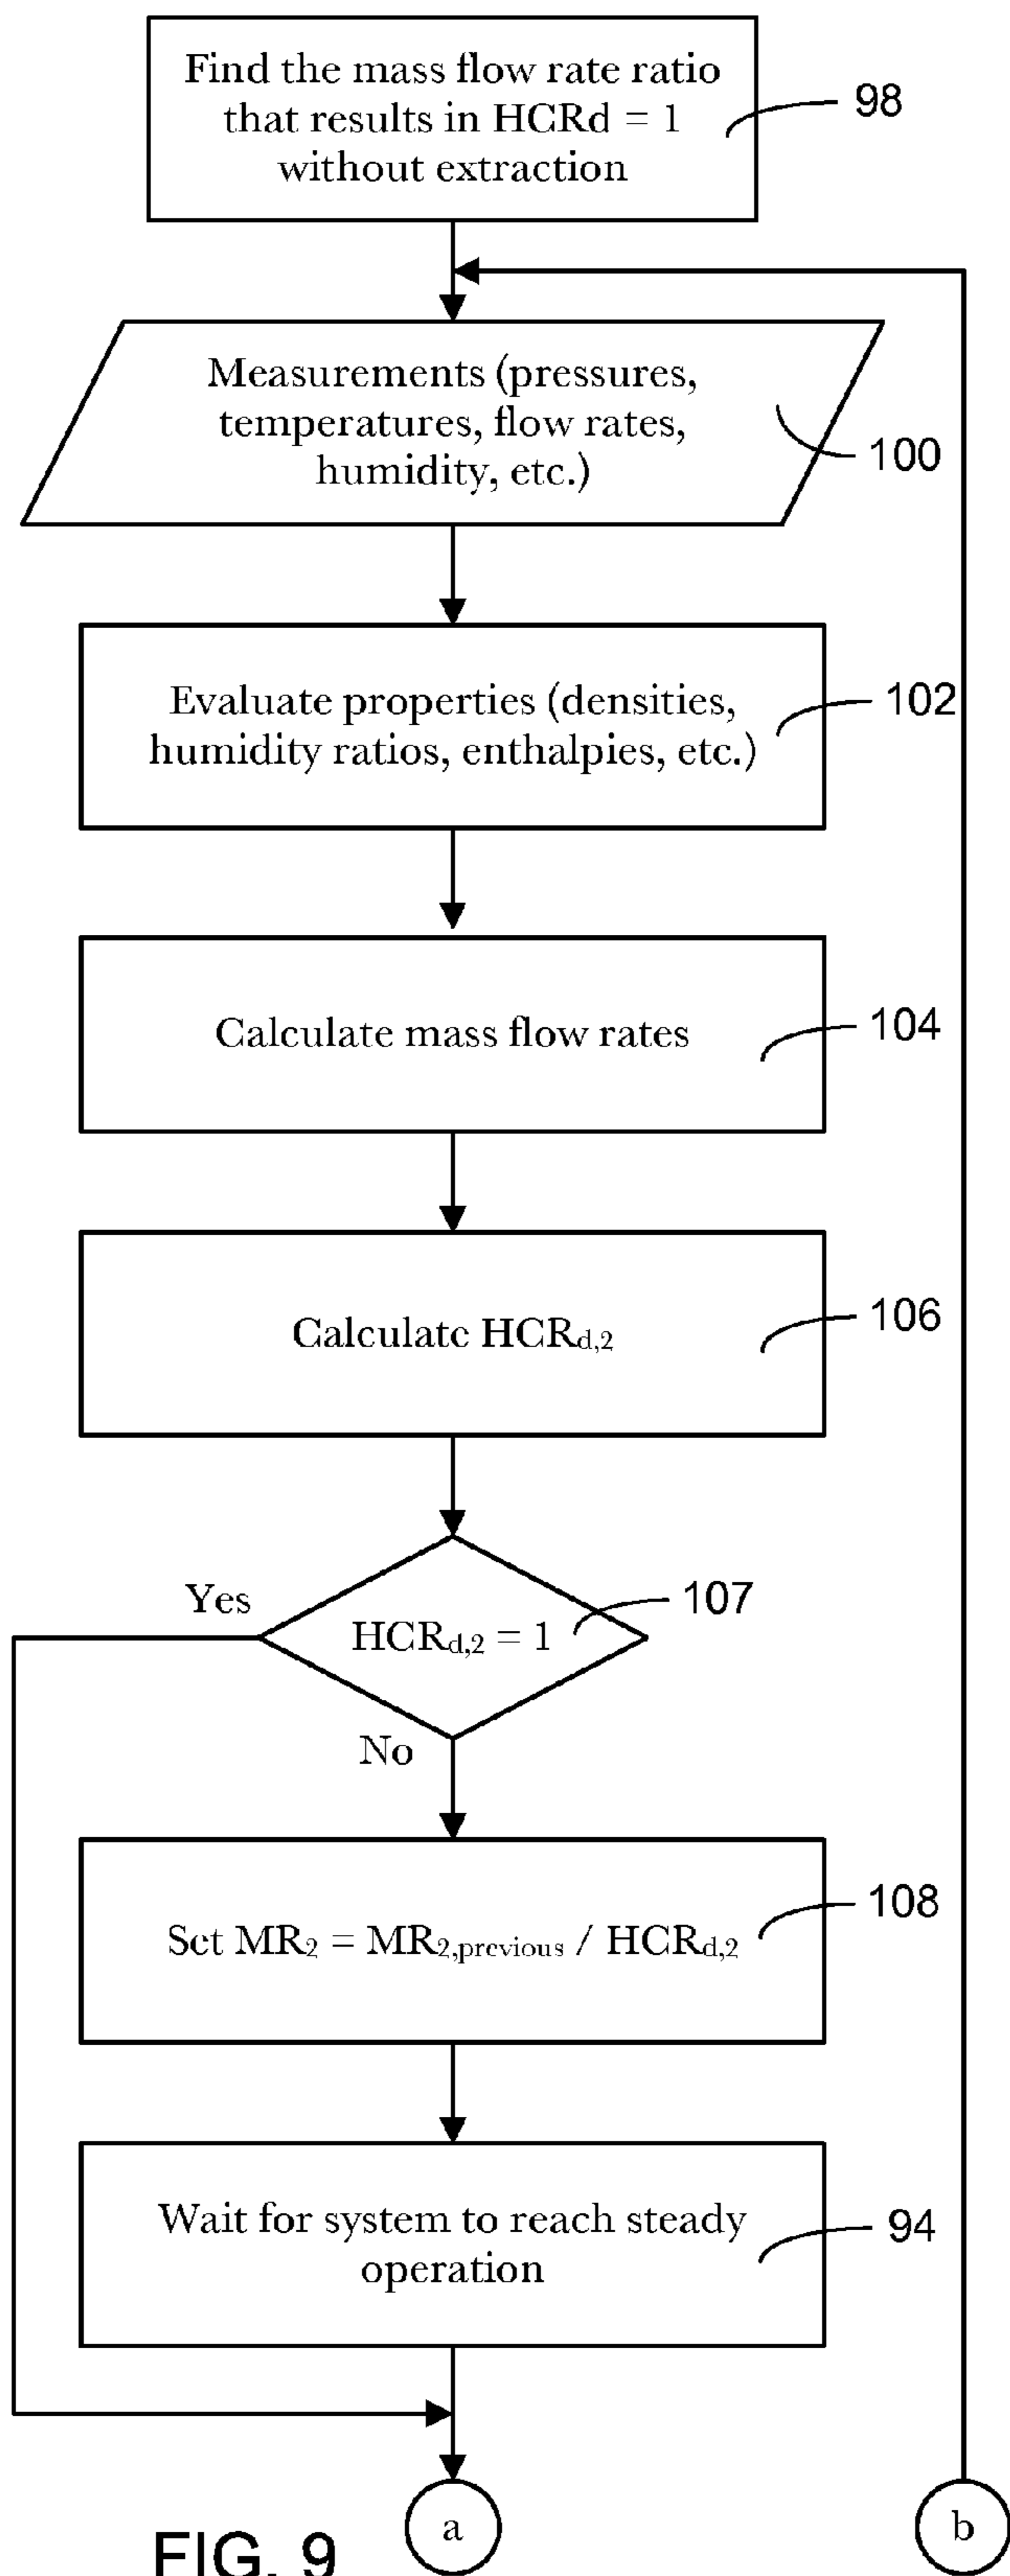 Find the mass flow rate ratio
that results in HCRd = 1
without extraction
98
Measurements (pressures,
temperatures, flow rates,
humidity, etc.)
100
Evaluate properties (densities,
humidity ratios, enthalpies, etc.)
102
Calculate mass flow rates
104
Calculate HCRd,2
106
Yes
HCRd,2 = 1
107
No
Set MR2 = MR2,previous / HCRd,2
108
Wait for system to reach steady
operation
94
a
b
FIG. 9